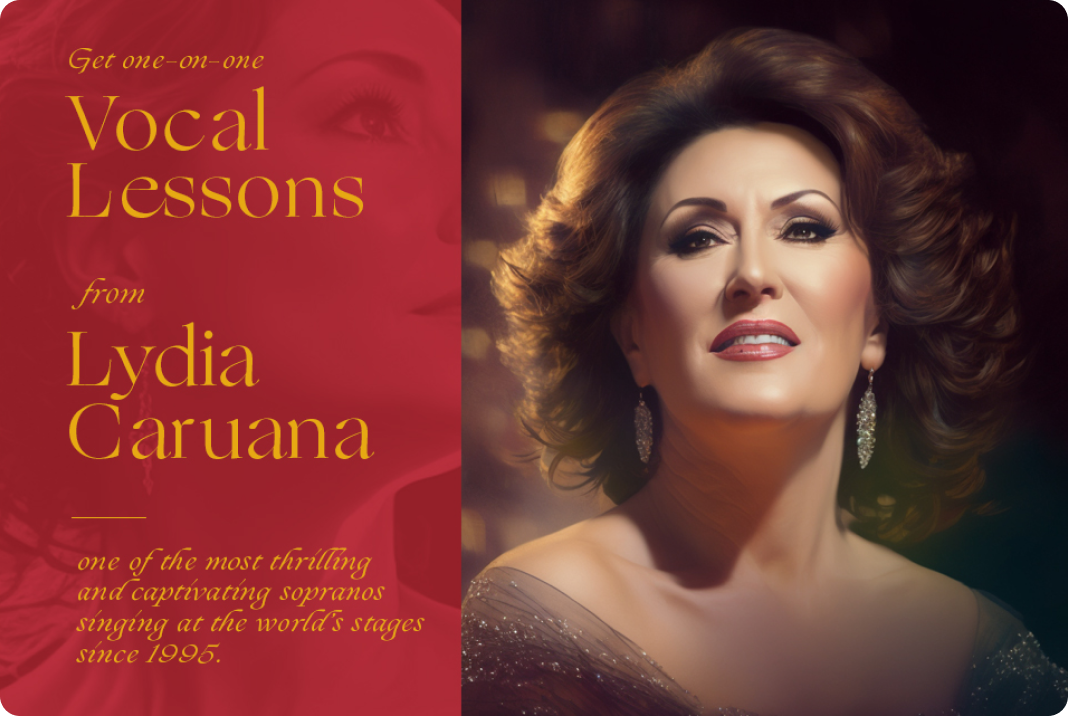 Get one-on-one
Vocal
Lessons
from
Lydia
Caruana
one of the most thrilling
and captivating sopranos
singing at the world's stages
since 1995.